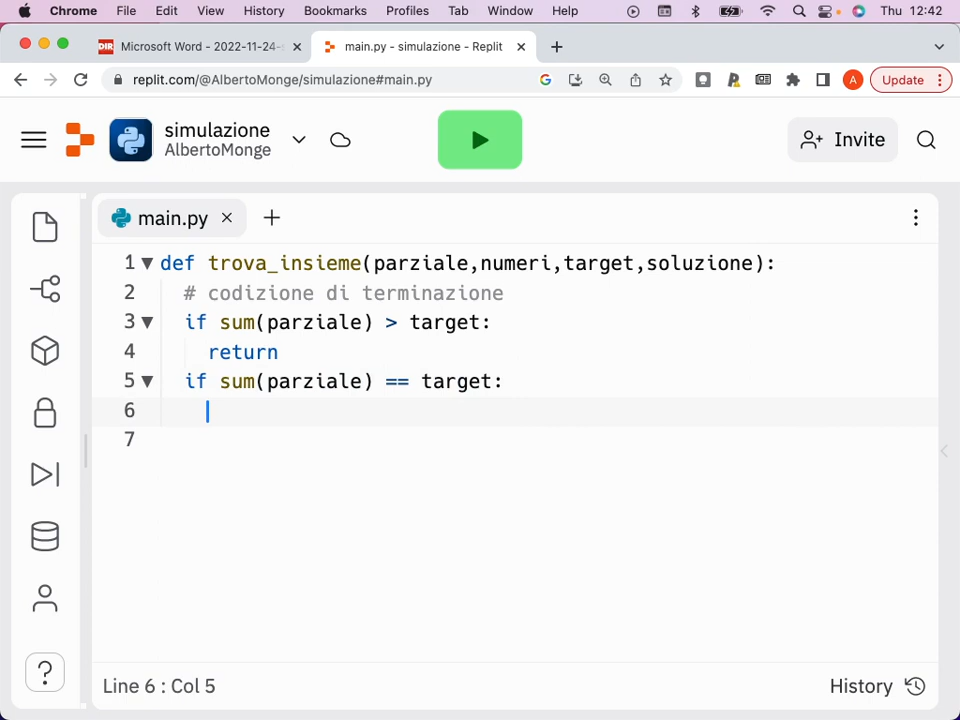 Chrome File Edit View History Bookmarks Profiles Tab Window Help Thu 12:42
DIR Microsoft Word - 2022-11-24- main.py - simulazione - Replit
replit.com/@AlbertoMonge/simulazione#main.py A Update
simulazione
AlbertoMonge
Invite
main.py
1 def trova_insieme(parziale,numeri,target,soluzione):
2 # codizione di terminazione
3 if sum(parziale) > target:
4 return
5 if sum(parziale) == target:
6
7
?
Line 6 : Col 5 History